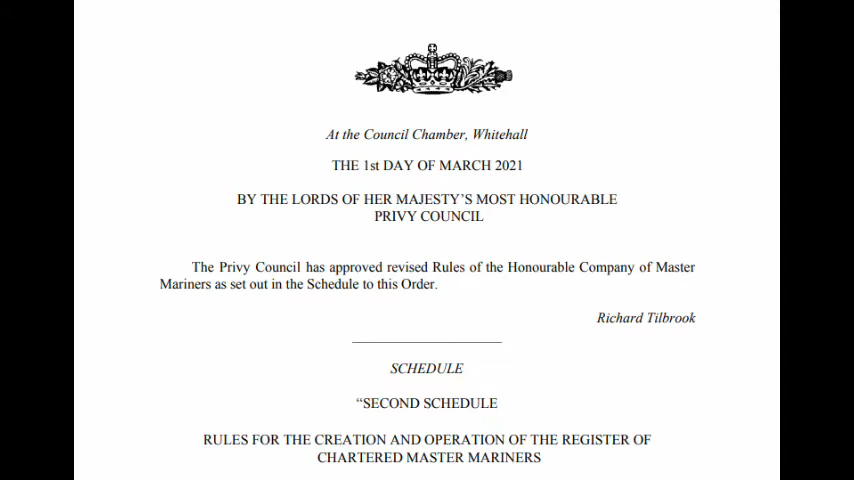 At the Council Chamber, Whitehall
THE 1st DAY OF MARCH 2021
BY THE LORDS OF HER MAJESTY’S MOST HONOURABLE
PRIVY COUNCIL
The Privy Council has approved revised Rules of the Honourable Company of Master
Mariners as set out in the Schedule to this Order.
Richard Tilbrook
SCHEDULE
“SECOND SCHEDULE
RULES FOR THE CREATION AND OPERATION OF THE REGISTER OF
CHARTERED MASTER MARINERS